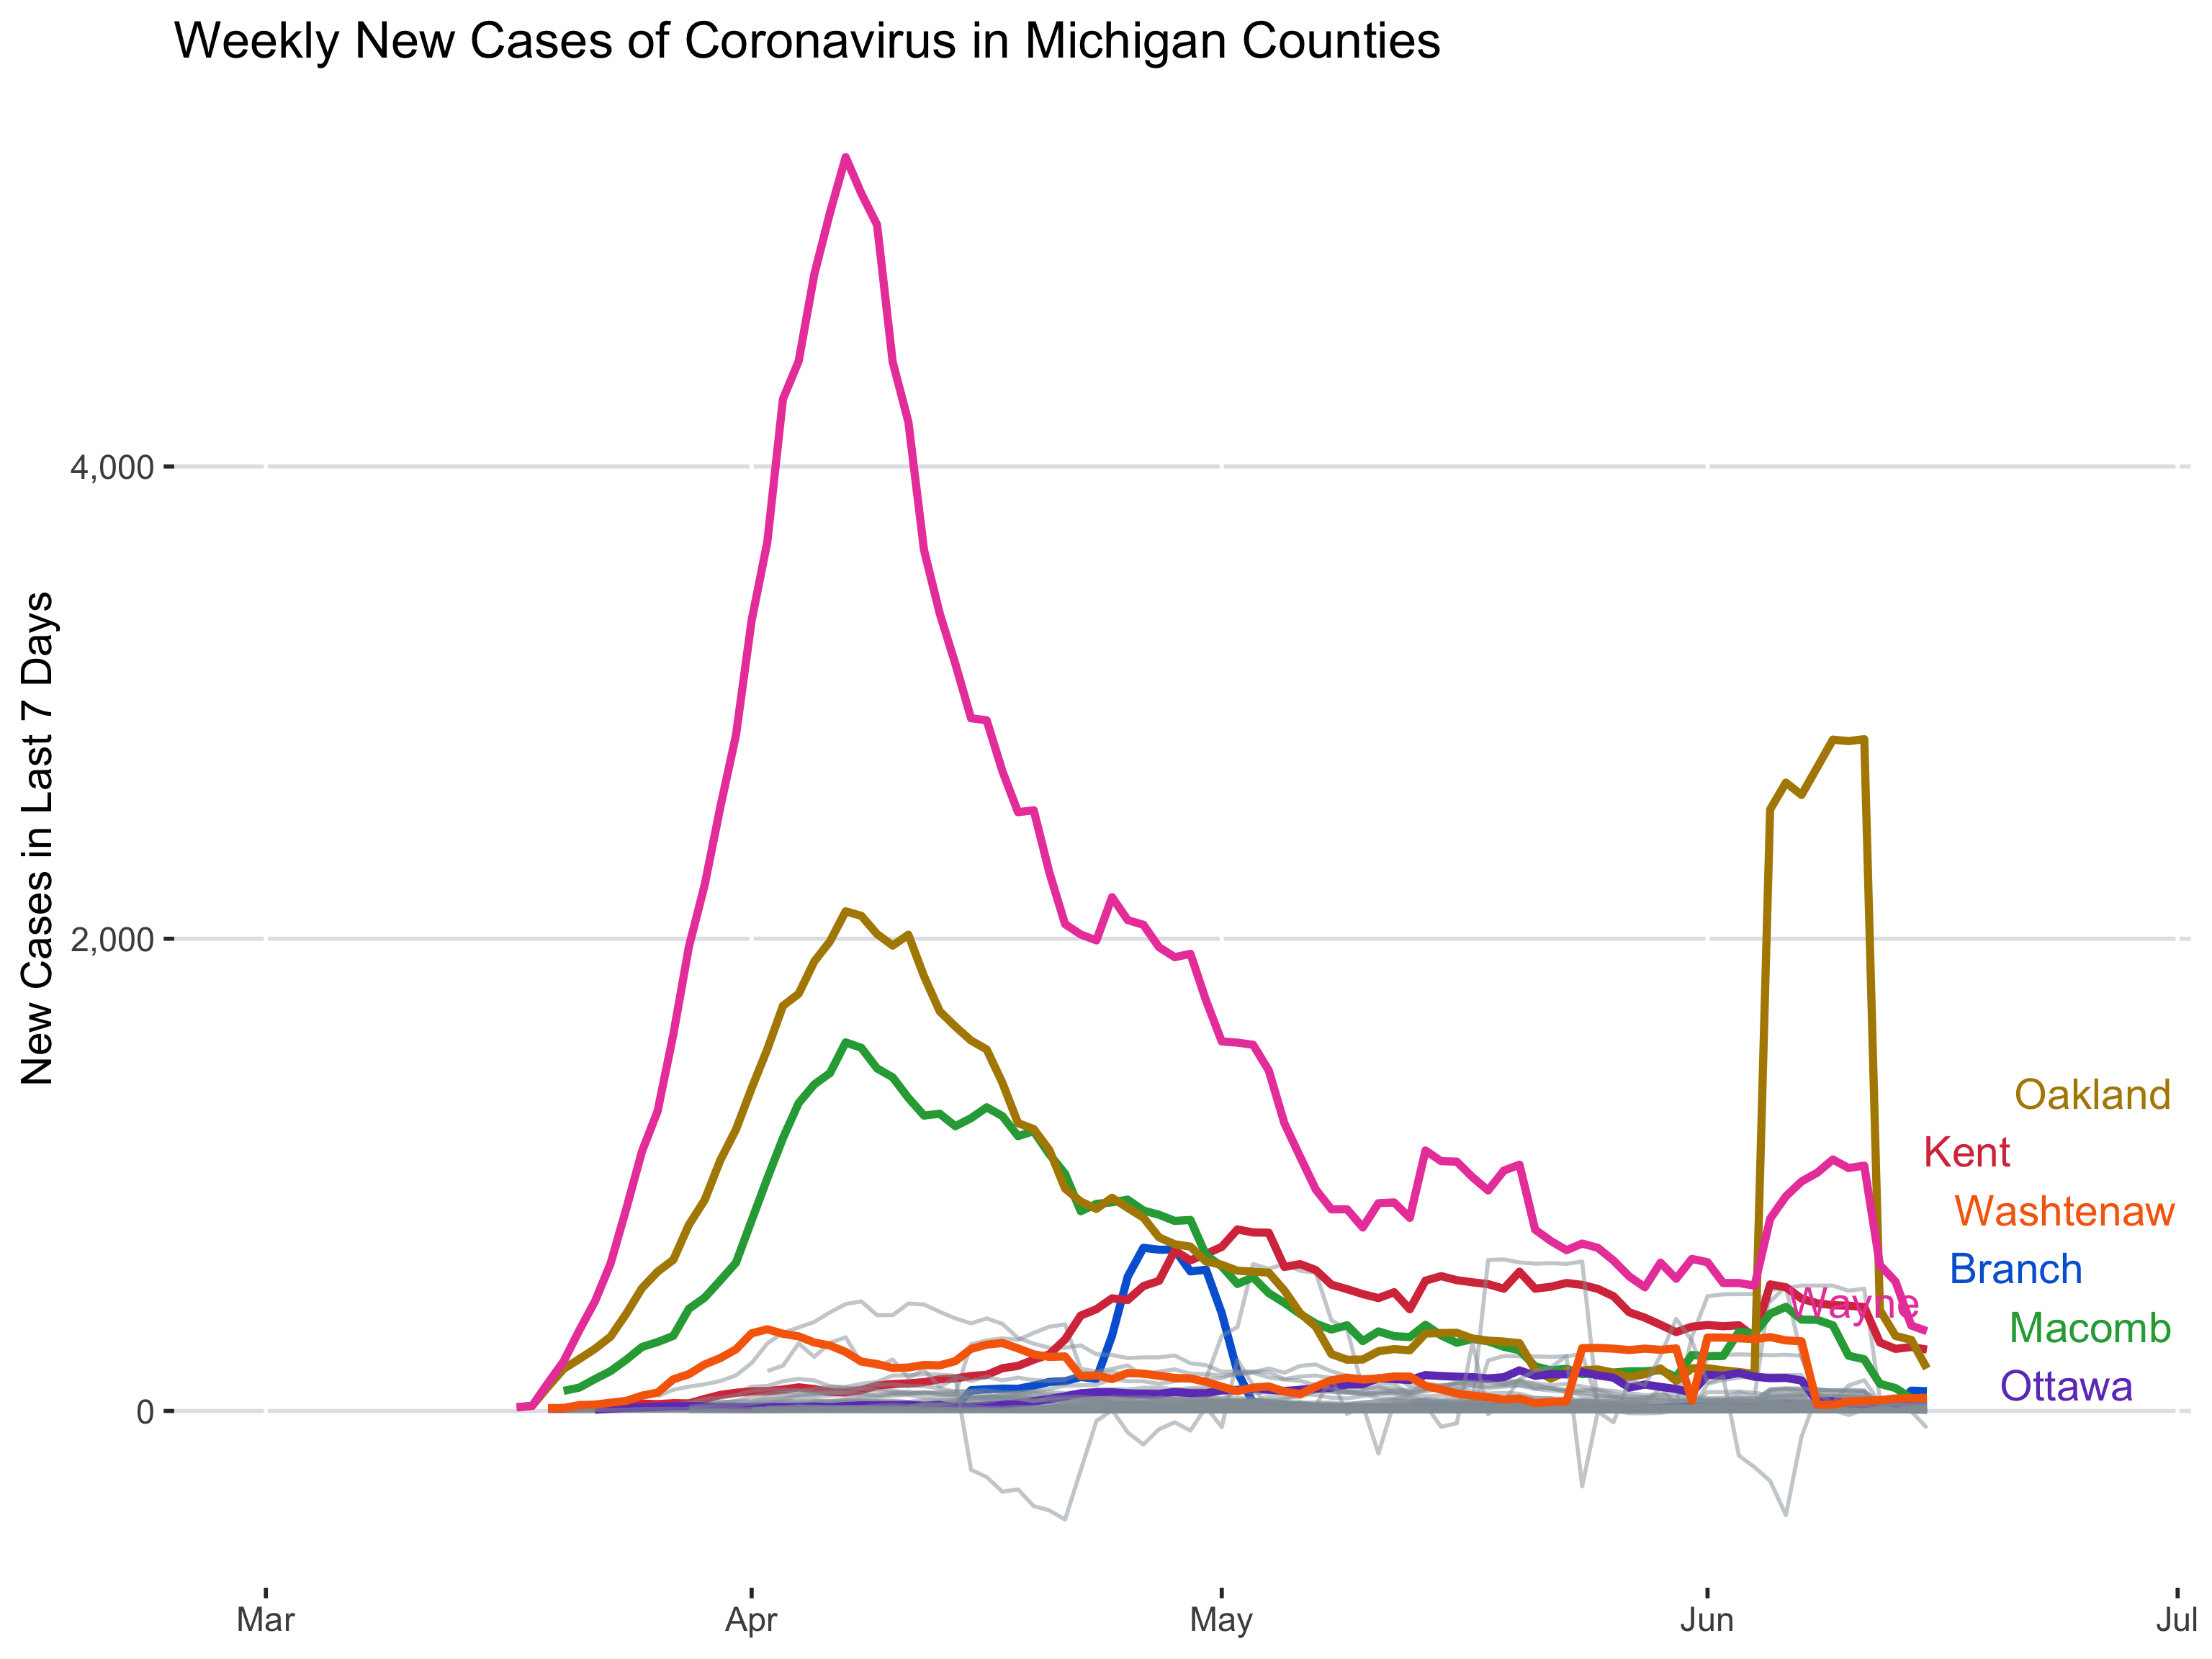 Weekly New Cases of Coronavirus in Michigan Counties
New Cases in Last 7 Days
4,000
2,000
0
Oakland
Kent
Washtenaw
Branch
Wayne
Macomb
Ottawa
Mar
Apr
May
Jun
Jul